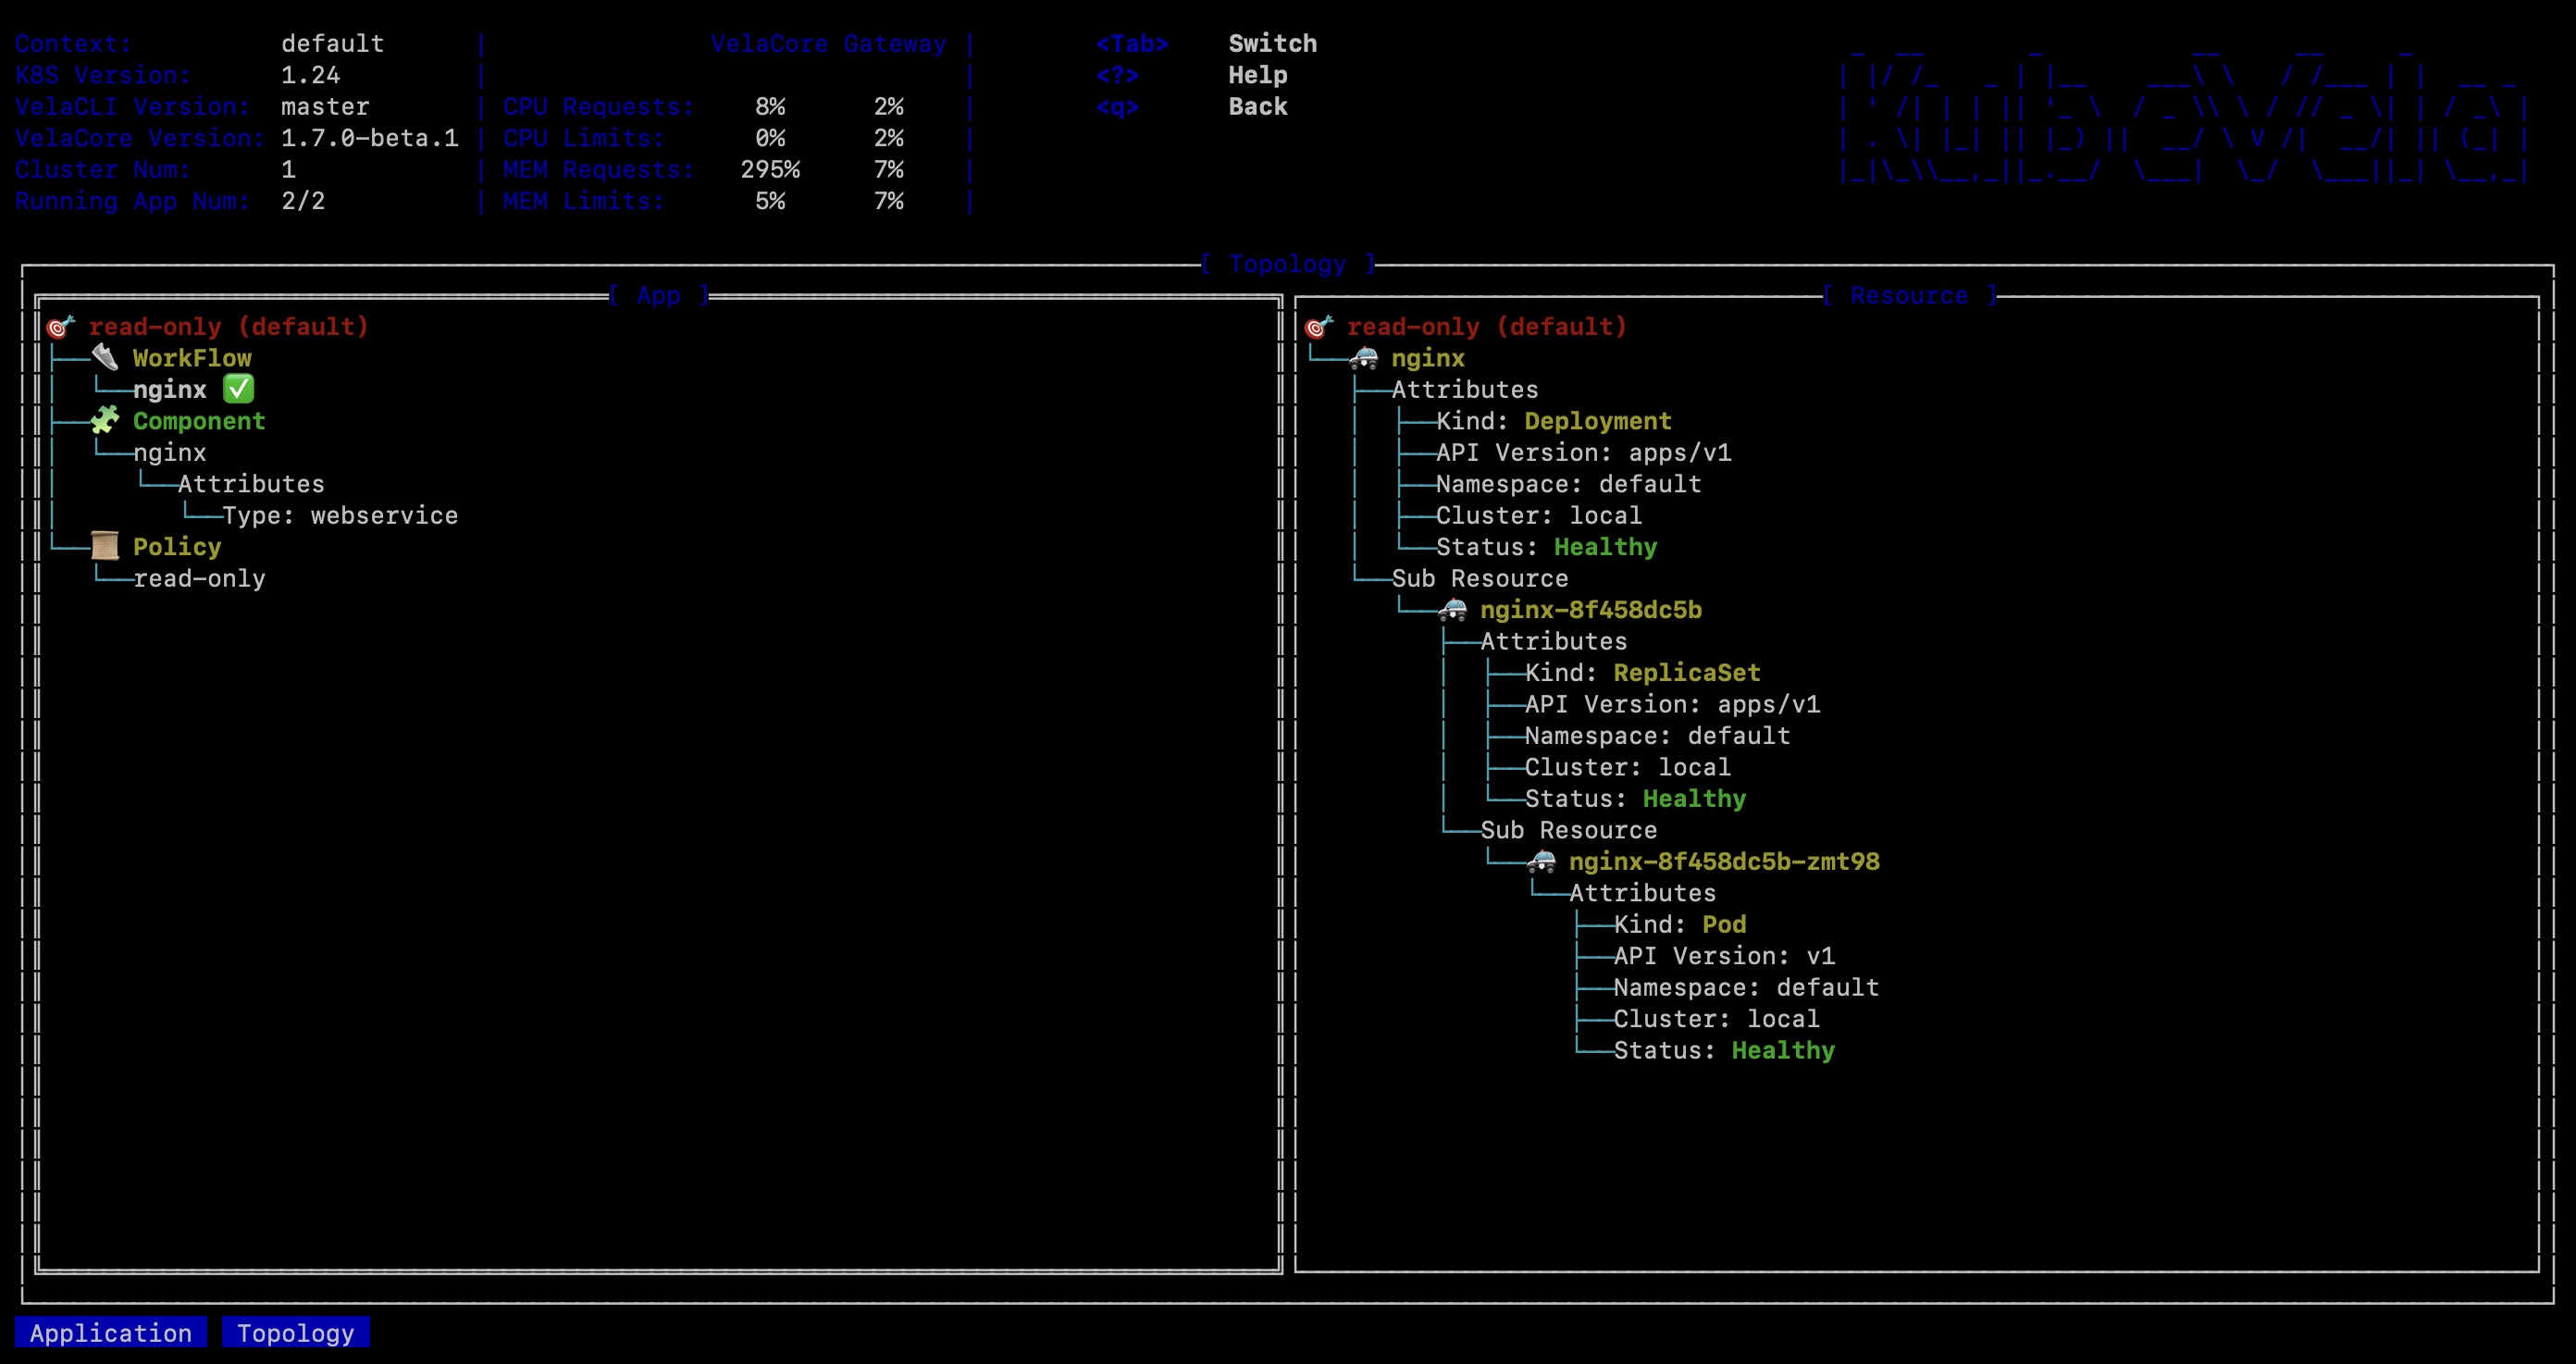 Context: default | VelaCore Gateway | <Tab> Switch
K8S Version: 1.24 | | <?> Help
VelaCLI Version: master | CPU Requests: 8% 2% | <q> Back
VelaCore Version: 1.7.0-beta.1 | CPU Limits: 0% 2% |
Cluster Num: 1 | MEM Requests: 295% 7% |
Running App Num: 2/2 | MEM Limits: 5% 7% |
KubeVela
[ Topology ]
[ App ]
read-only (default)
WorkFlow
nginx ✅
Component
nginx
Attributes
Type: webservice
Policy
read-only
[ Resource ]
read-only (default)
nginx
Attributes
Kind: Deployment
API Version: apps/v1
Namespace: default
Cluster: local
Status: Healthy
Sub Resource
nginx-8f458dc5b
Attributes
Kind: ReplicaSet
API Version: apps/v1
Namespace: default
Cluster: local
Status: Healthy
Sub Resource
nginx-8f458dc5b-zmt98
Attributes
Kind: Pod
API Version: v1
Namespace: default
Cluster: local
Status: Healthy
Application Topology